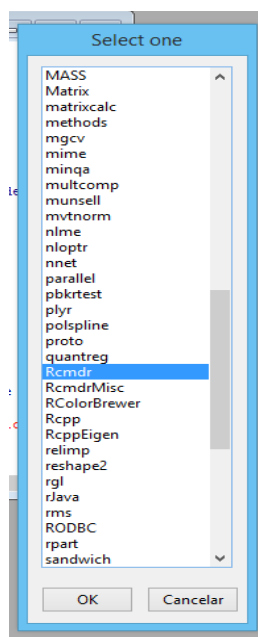 Select one
MASS
Matrix
matrixcalc
methods
mgcv
mime
minqa
multcomp
munsell
mvtnorm
nlme
nloptr
nnet
parallel
pbkrtest
plyr
polspline
proto
quantreg
Rcmdr
RcmdrMisc
RColorBrewer
Rcpp
RcppEigen
relimp
reshape2
rgl
rJava
rms
RODBC
rpart
sandwich
OK Cancelar